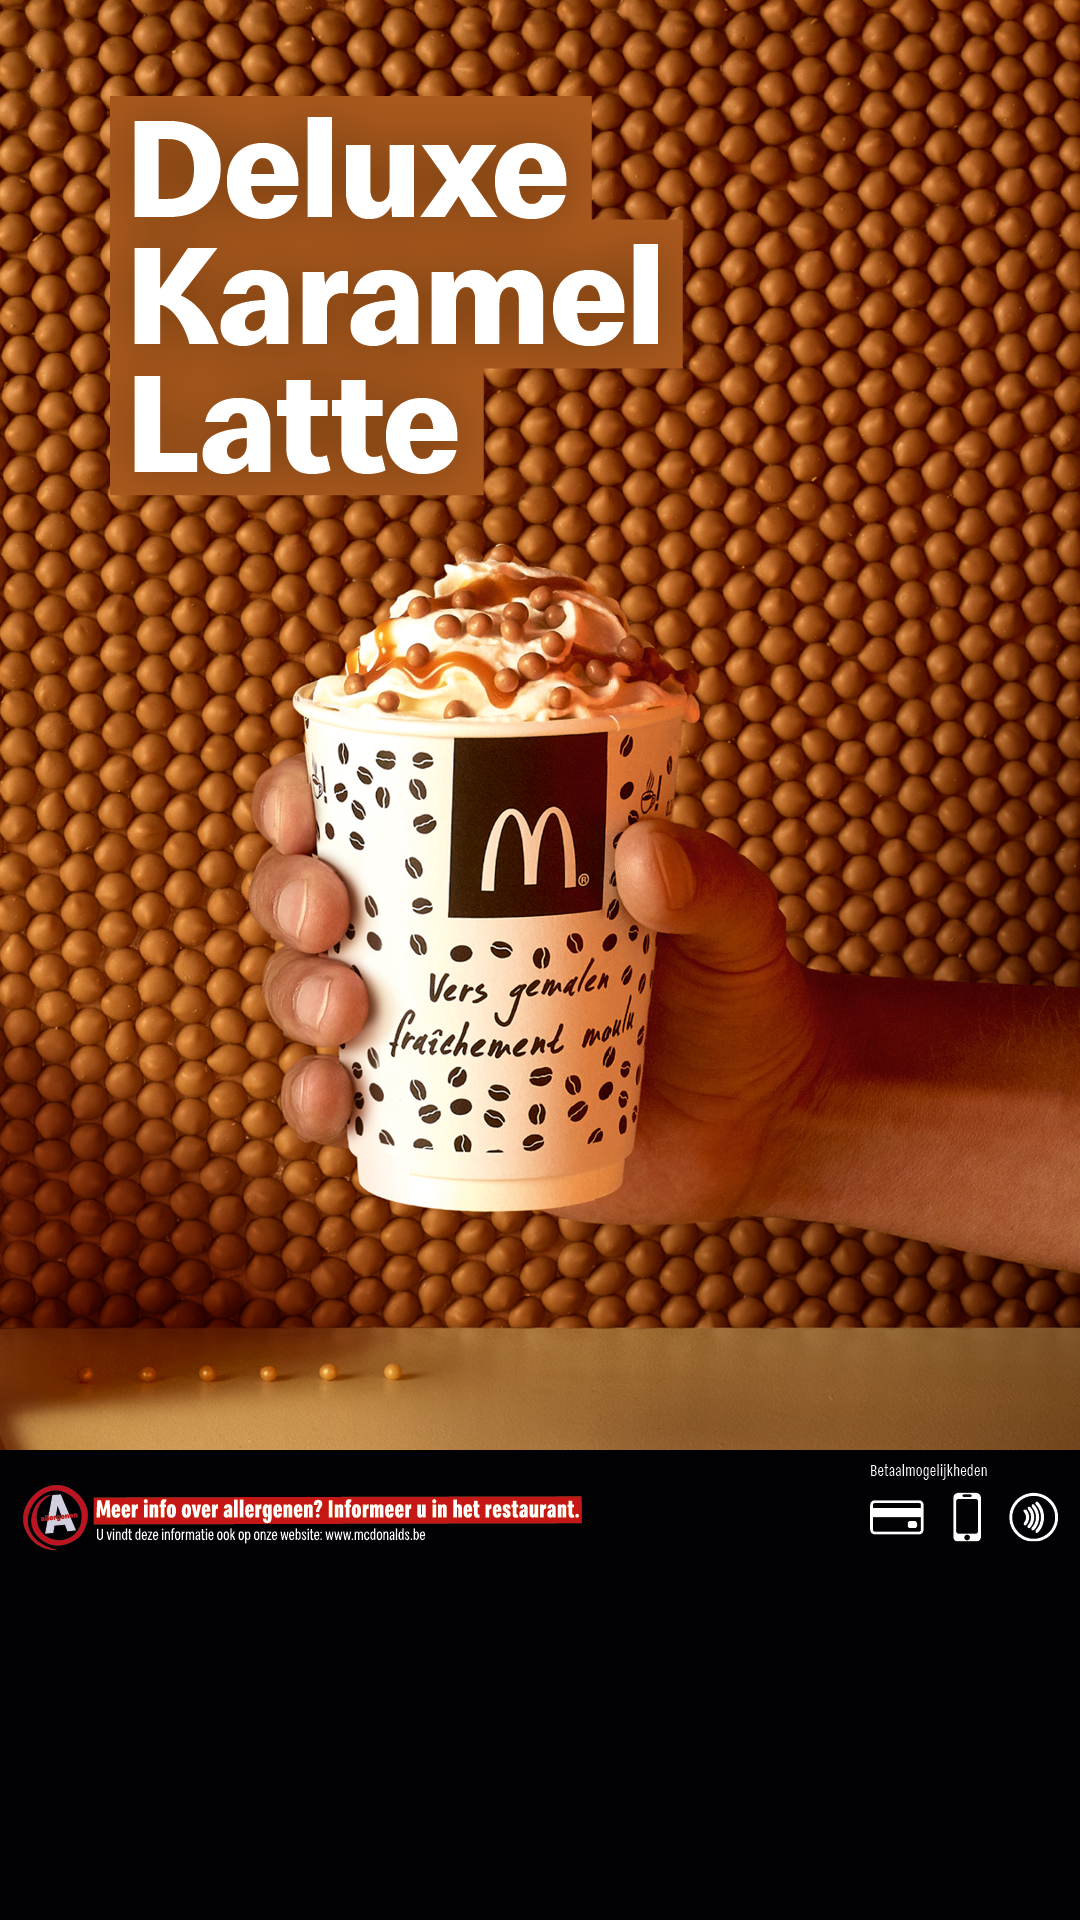 Deluxe
Karamel
Latte
M®
Vers gemalen
fraîchement moulu
Betaalmogelijkheden
A
allergenen
Meer info over allergenen? Informeer u in het restaurant.
U vindt deze informatie ook op onze website: www.mcdonalds.be